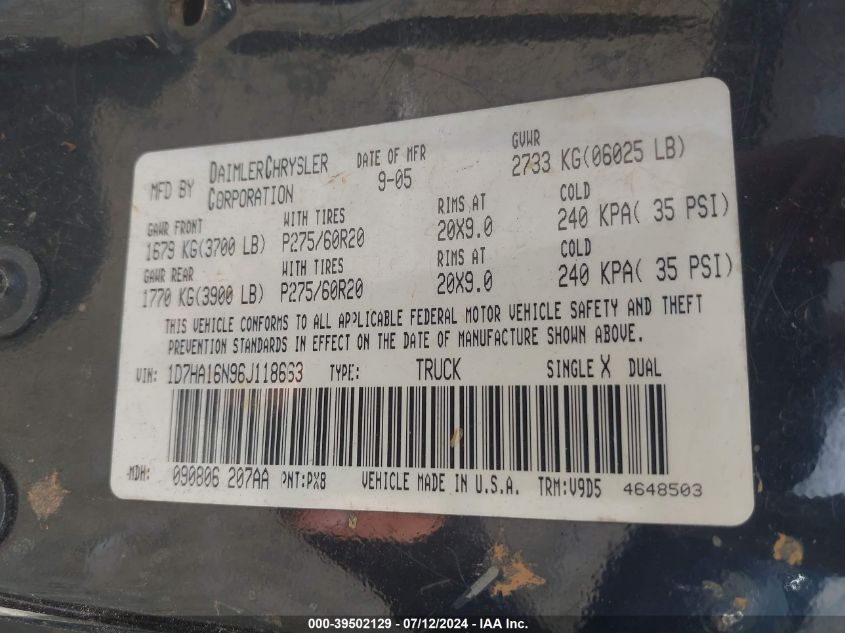 MFD BY DAIMLERCHRYSLER CORPORATION DATE OF MFR 9-05 GVWR 2733 KG(06025 LB)
GAWR FRONT WITH TIRES RIMS AT COLD
1679 KG(3700 LB) P275/60R20 20X9.0 240 KPA( 35 PSI)
GAWR REAR WITH TIRES RIMS AT COLD
1770 KG(3900 LB) P275/60R20 20X9.0 240 KPA( 35 PSI)
THIS VEHICLE CONFORMS TO ALL APPLICABLE FEDERAL MOTOR VEHICLE SAFETY AND THEFT
PREVENTION STANDARDS IN EFFECT ON THE DATE OF MANUFACTURE SHOWN ABOVE.
VIN: 1D7HA16N96J118663 TYPE: TRUCK SINGLE X DUAL
MDH: 090806 207AA PNT:PX8 VEHICLE MADE IN U.S.A. TRM:V9D5 4648503
000-39502129 - 07/12/2024 - IAA Inc.